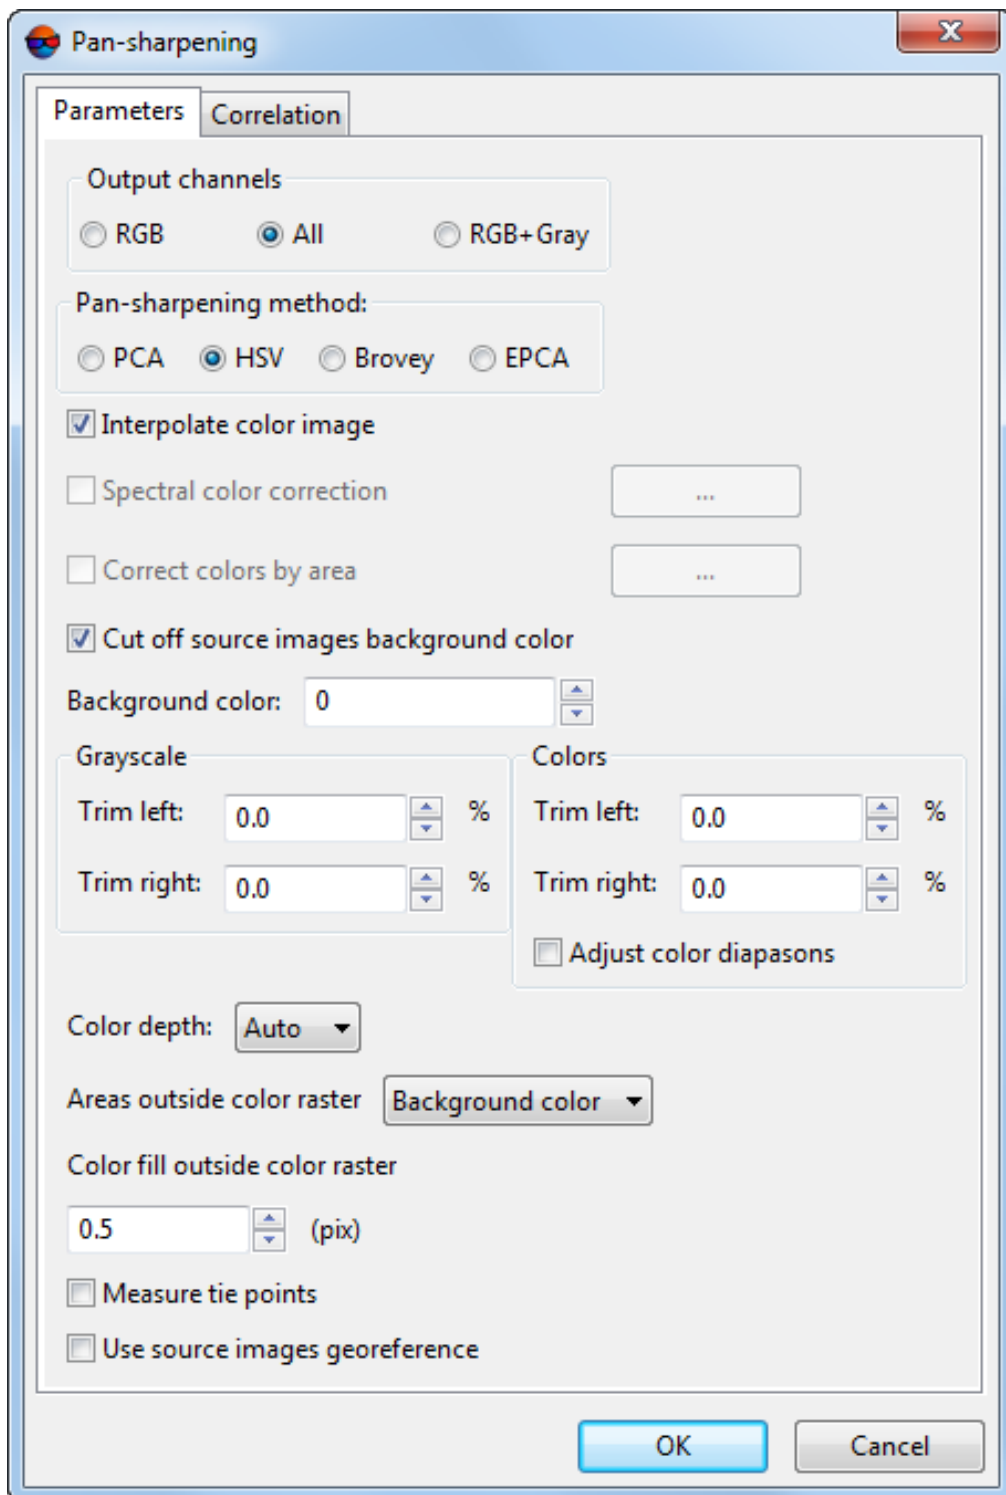 Pan-sharpening
Parameters
Correlation
Output channels
RGB All RGB+Gray
Pan-sharpening method:
PCA HSV Brovey EPCA
Interpolate color image
Spectral color correction ...
Correct colors by area ...
Cut off source images background color
Background color: 0
Grayscale
Trim left: 0.0 %
Trim right: 0.0 %
Colors
Trim left: 0.0 %
Trim right: 0.0 %
Adjust color diapasons
Color depth: Auto
Areas outside color raster Background color
Color fill outside color raster
0.5 (pix)
Measure tie points
Use source images georeference
OK Cancel